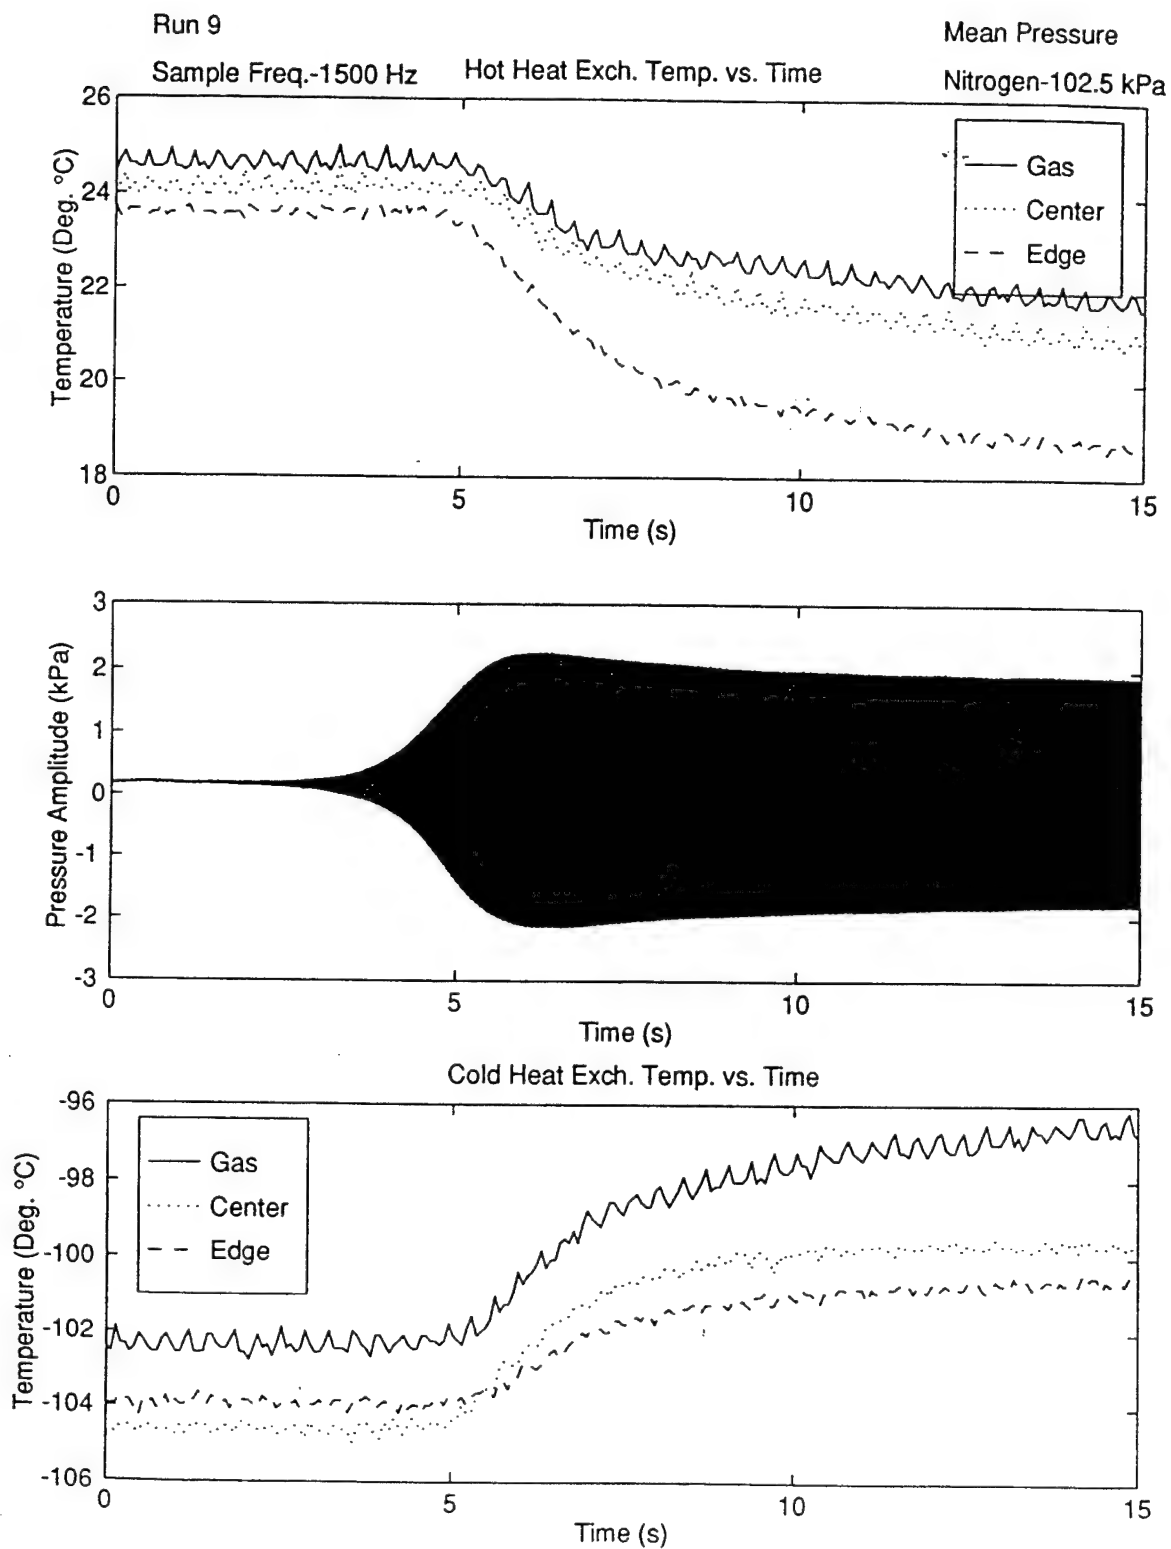 Run 9
Mean Pressure
Sample Freq.-1500 Hz
Hot Heat Exch. Temp. vs. Time
Nitrogen-102.5 kPa
26
24
22
20
18
Temperature (Deg. °C)
Gas
Center
Edge
0
5
10
15
Time (s)
3
2
1
0
-1
-2
-3
Pressure Amplitude (kPa)
0
5
10
15
Time (s)
Cold Heat Exch. Temp. vs. Time
-96
-98
-100
-102
-104
-106
Temperature (Deg. °C)
Gas
Center
Edge
0
5
10
15
Time (s)